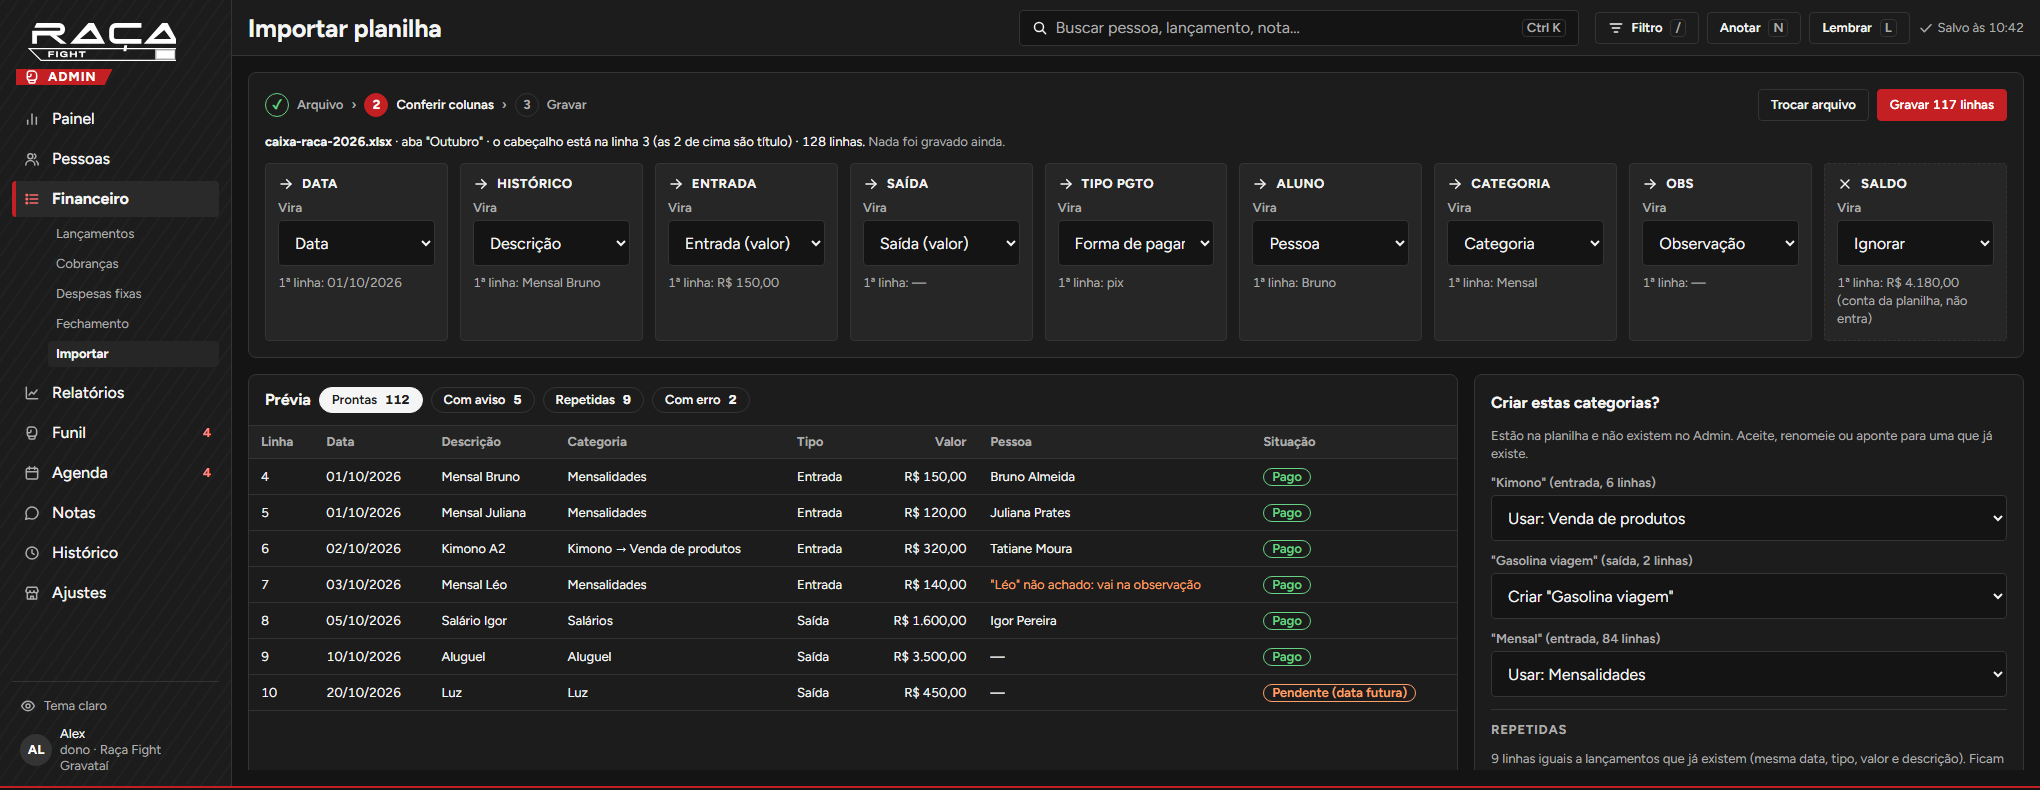 RAÇA
FIGHT
ADMIN
Painel
Pessoas
Financeiro
Lançamentos
Cobranças
Despesas fixas
Fechamento
Importar
Relatórios
Funil 4
Agenda 4
Notas
Histórico
Ajustes
Tema claro
AL
Alex
dono · Raça Fight
Gravataí
Importar planilha
Buscar pessoa, lançamento, nota... Ctrl K
Filtro /
Anotar N
Lembrar L
✓ Salvo às 10:42
✓ Arquivo › 2 Conferir colunas › 3 Gravar
Trocar arquivo
Gravar 117 linhas
caixa-raca-2026.xlsx · aba "Outubro" · o cabeçalho está na linha 3 (as 2 de cima são título) · 128 linhas. Nada foi gravado ainda.
→ DATA
Vira
Data
1ª linha: 01/10/2026
→ HISTÓRICO
Vira
Descrição
1ª linha: Mensal Bruno
→ ENTRADA
Vira
Entrada (valor)
1ª linha: R$ 150,00
→ SAÍDA
Vira
Saída (valor)
1ª linha: —
→ TIPO PGTO
Vira
Forma de pagar
1ª linha: pix
→ ALUNO
Vira
Pessoa
1ª linha: Bruno
→ CATEGORIA
Vira
Categoria
1ª linha: Mensal
→ OBS
Vira
Observação
1ª linha: —
✕ SALDO
Vira
Ignorar
1ª linha: R$ 4.180,00
(conta da planilha, não
entra)
Prévia
Prontas 112
Com aviso 5
Repetidas 9
Com erro 2
Linha Data Descrição Categoria Tipo Valor Pessoa Situação
4 01/10/2026 Mensal Bruno Mensalidades Entrada R$ 150,00 Bruno Almeida Pago
5 01/10/2026 Mensal Juliana Mensalidades Entrada R$ 120,00 Juliana Prates Pago
6 02/10/2026 Kimono A2 Kimono → Venda de produtos Entrada R$ 320,00 Tatiane Moura Pago
7 03/10/2026 Mensal Léo Mensalidades Entrada R$ 140,00 "Léo" não achado: vai na observação Pago
8 05/10/2026 Salário Igor Salários Saída R$ 1.600,00 Igor Pereira Pago
9 10/10/2026 Aluguel Aluguel Saída R$ 3.500,00 — Pago
10 20/10/2026 Luz Luz Saída R$ 450,00 — Pendente (data futura)
Criar estas categorias?
Estão na planilha e não existem no Admin. Aceite, renomeie ou aponte para uma que já
existe.
"Kimono" (entrada, 6 linhas)
Usar: Venda de produtos
"Gasolina viagem" (saída, 2 linhas)
Criar "Gasolina viagem"
"Mensal" (entrada, 84 linhas)
Usar: Mensalidades
REPETIDAS
9 linhas iguais a lançamentos que já existem (mesma data, tipo, valor e descrição). Ficam